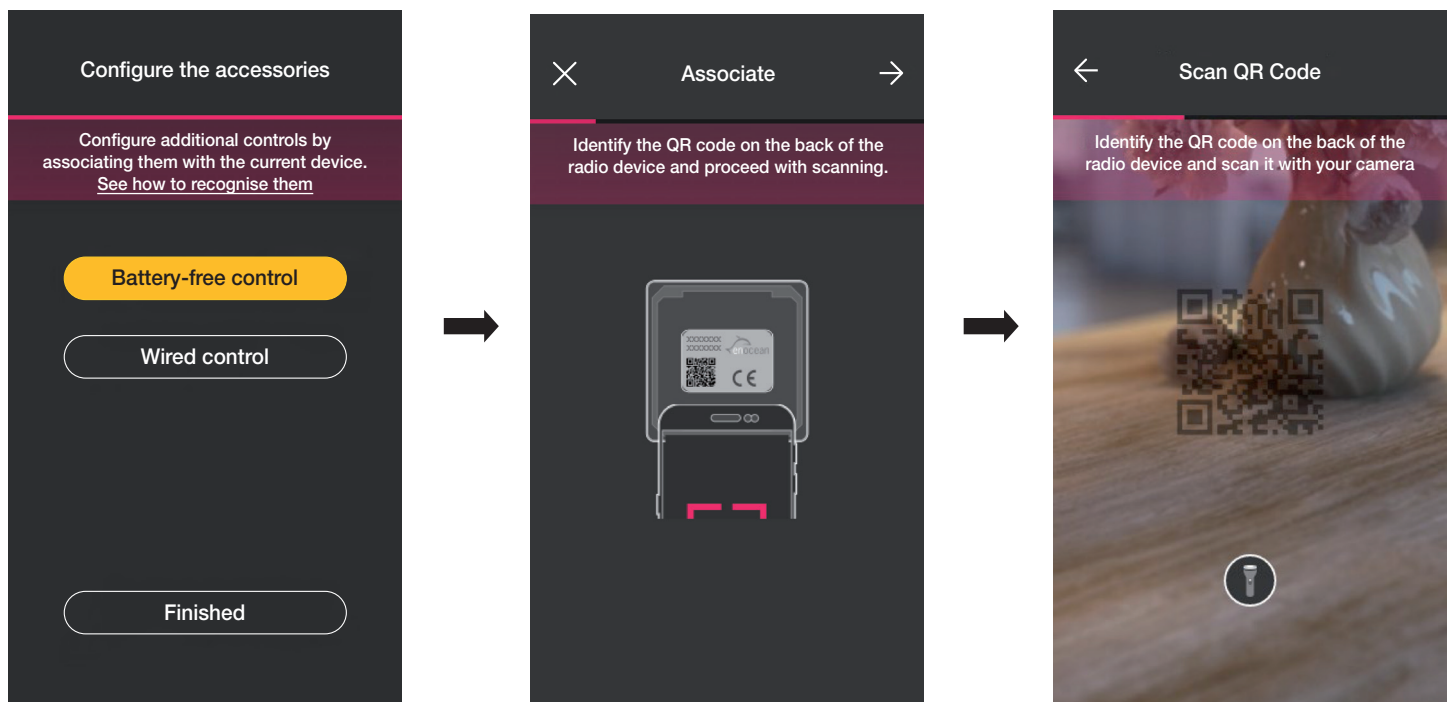 Configure the accessories
Configure additional controls by
associating them with the current device.
See how to recognise them
Battery-free control
Wired control
Finished
Associate
Identify the QR code on the back of the
radio device and proceed with scanning.
XXXXXXX
XXXXXXX
enocean
CE
Scan QR Code
Identify the QR code on the back of the
radio device and scan it with your camera